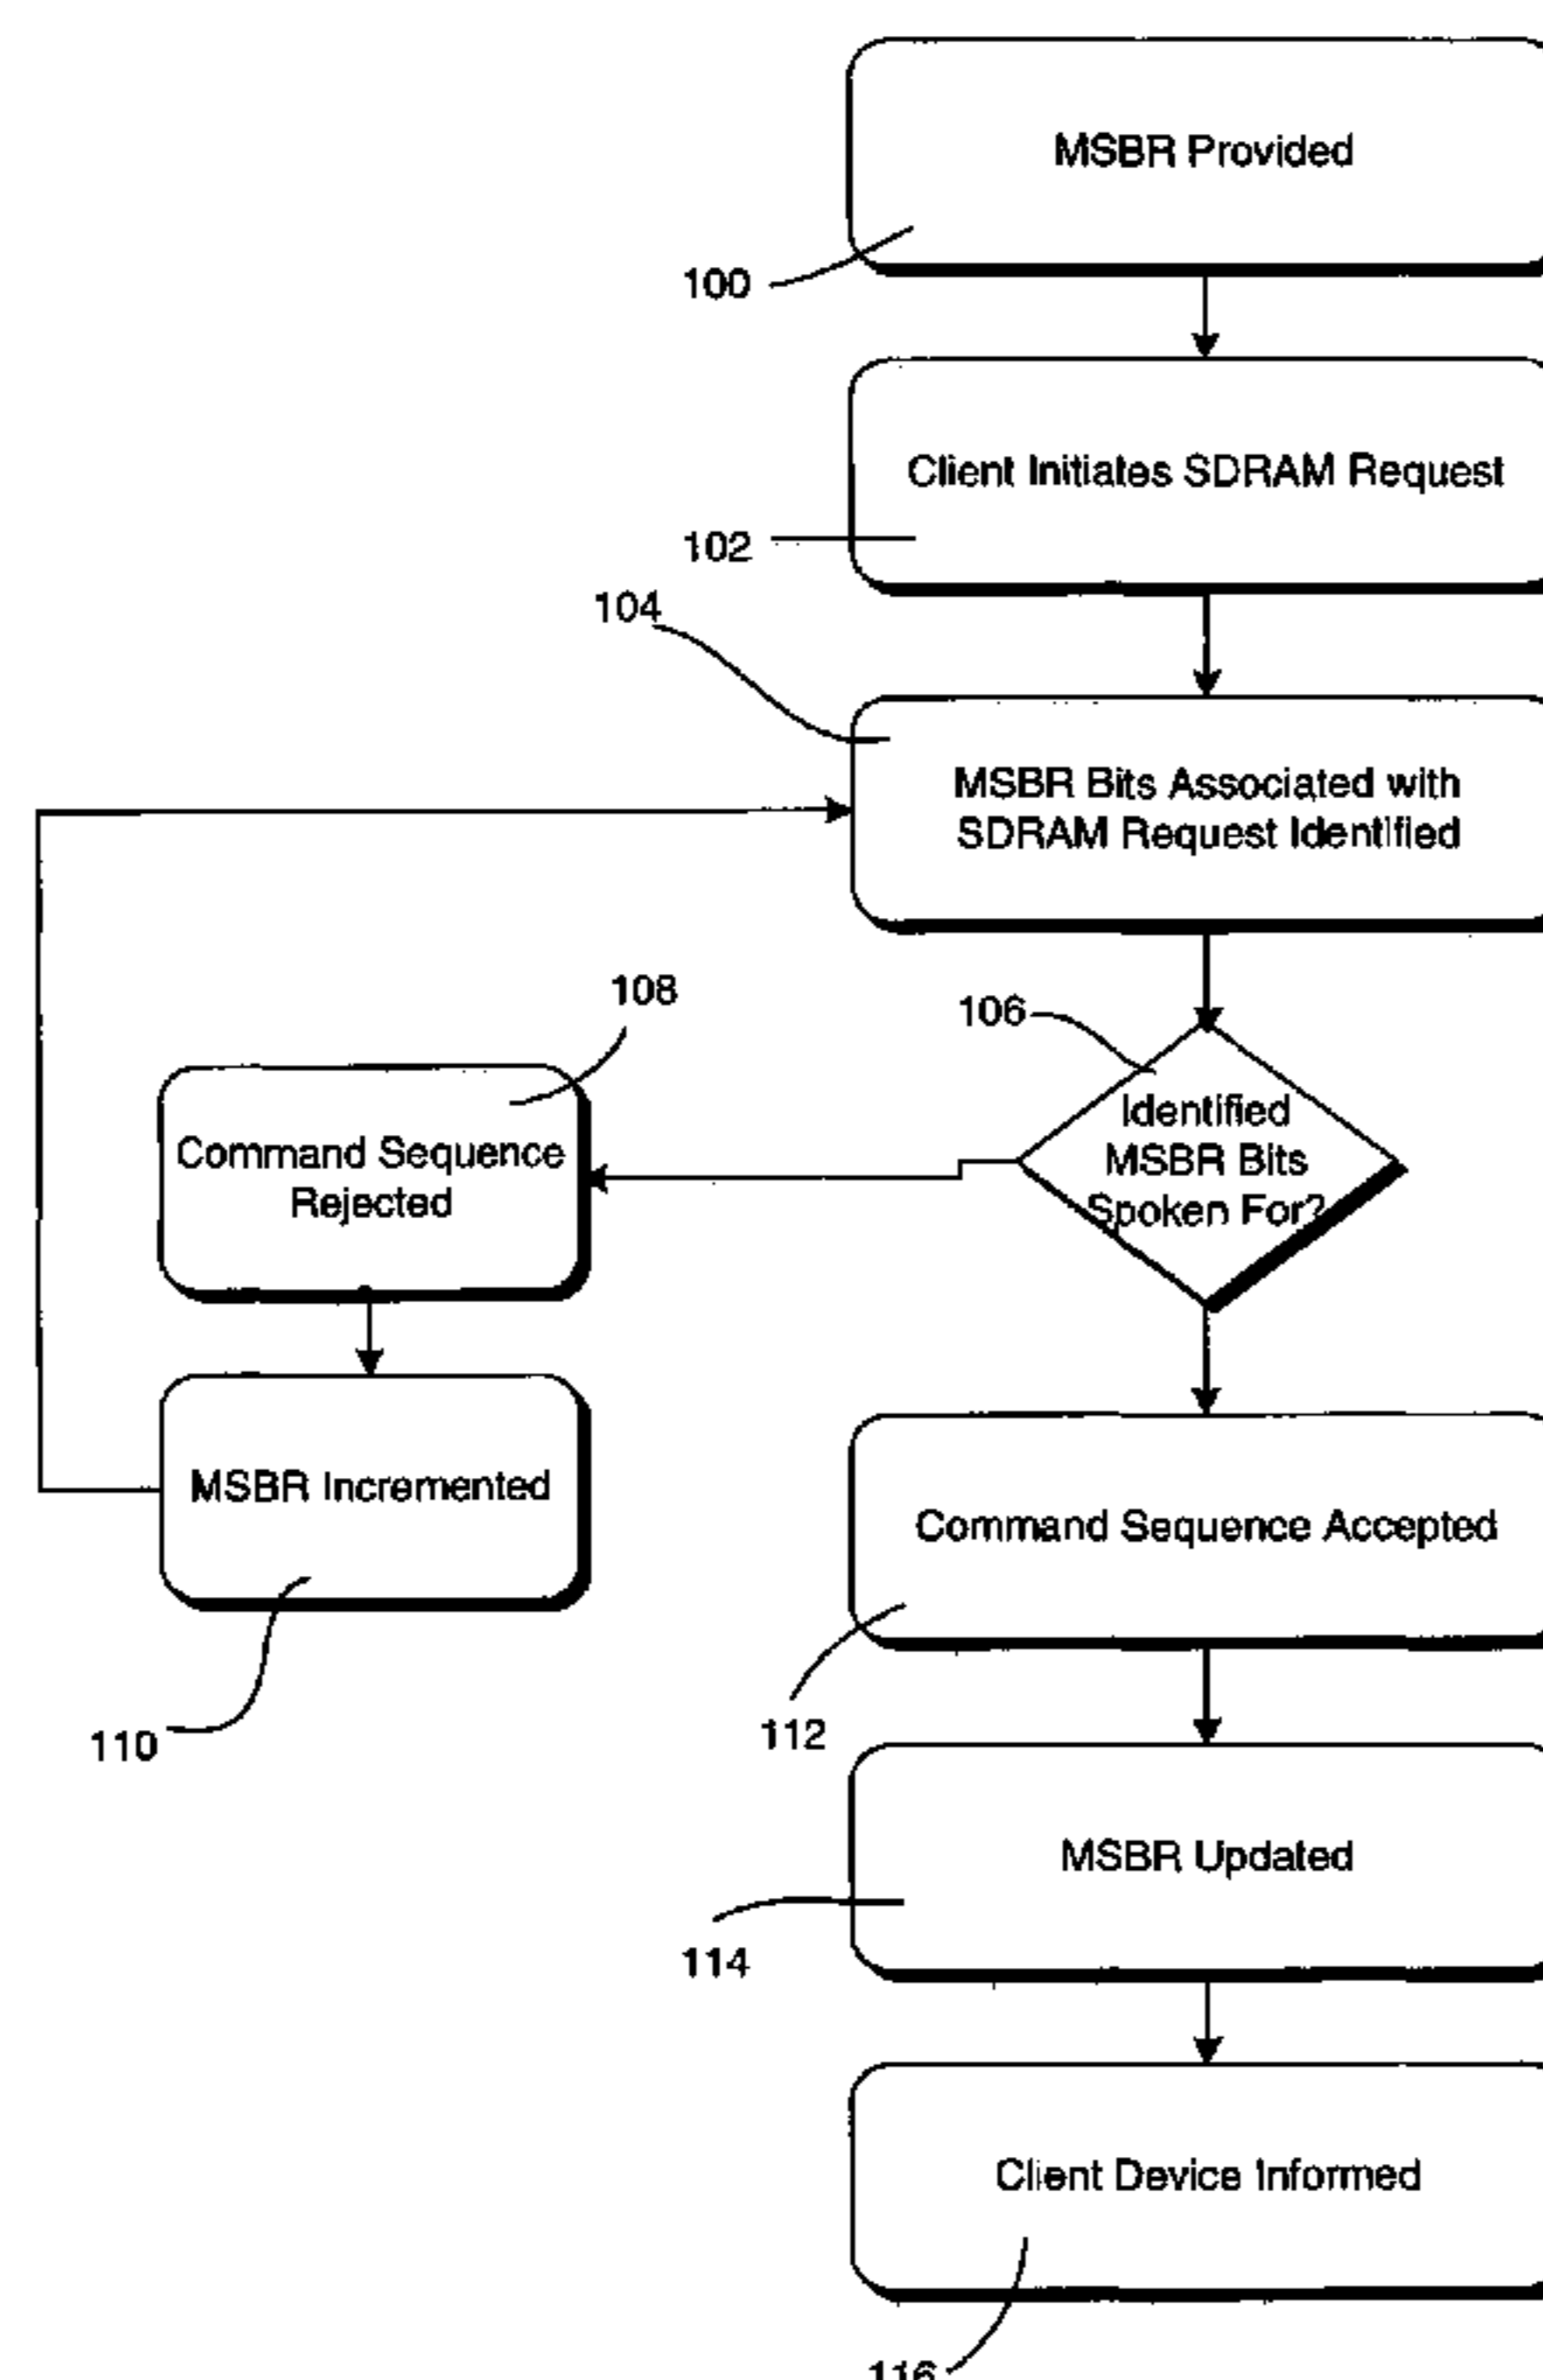 MSBR Provided
100
Client Initiates SDRAM Request
102
104
MSBR Bits Associated with
SDRAM Request Identified
108
106
Identified
MSBR Bits
Spoken For?
Command Sequence
Rejected
MSBR Incremented
110
Command Sequence Accepted
112
MSBR Updated
114
Client Device Informed
116